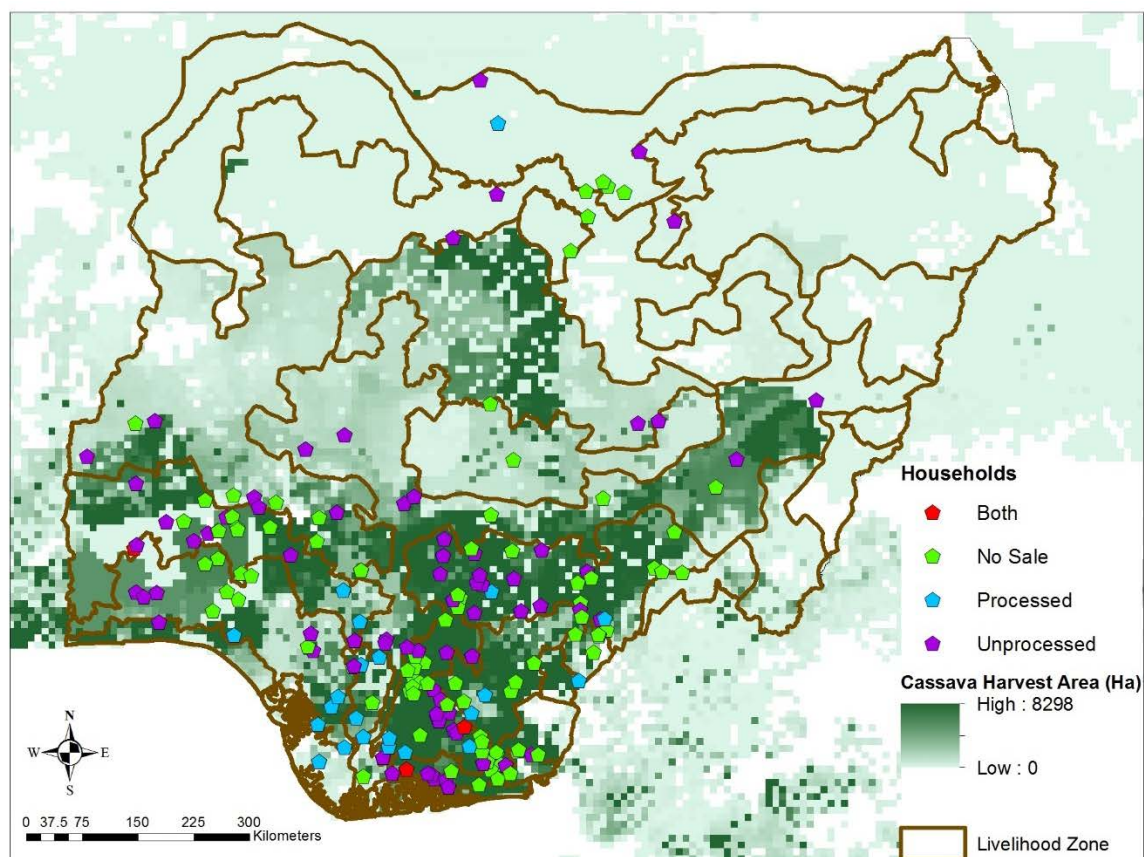 Households
Both
No Sale
Processed
Unprocessed
Cassava Harvest Area (Ha)
High : 8298
Low : 0
Livelihood Zone
N
W E
S
0 37.5 75 150 225 300
Kilometers